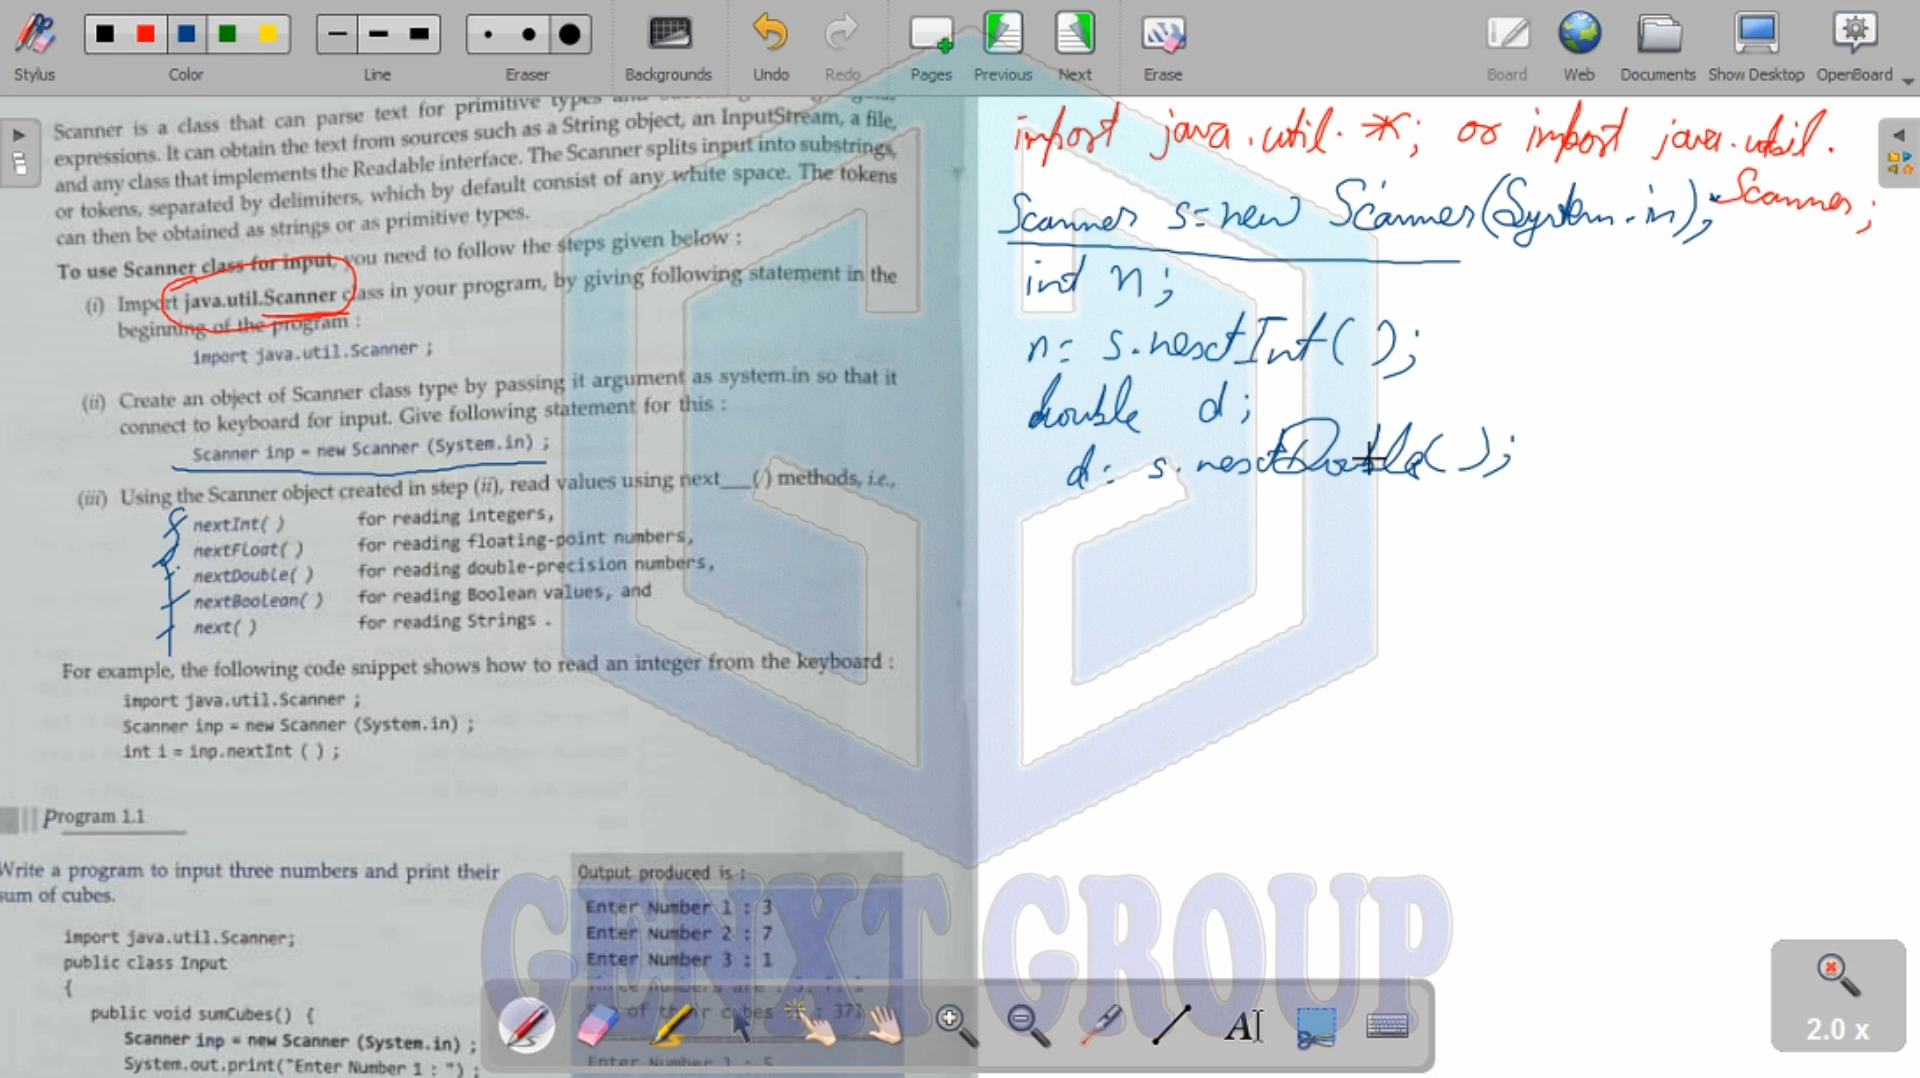 Stylus
Color
Line
Eraser
Backgrounds
Undo
Redo
Pages
Previous
Next
Erase
Board
Web
Documents
Show Desktop
OpenBoard
Scanner is a class that can parse text for primitive types and
expressions. It can obtain the text from sources such as a String object, an InputStream, a file,
and any class that implements the Readable interface. The Scanner splits input into substrings,
or tokens, separated by delimiters, which by default consist of any white space. The tokens
can then be obtained as strings or as primitive types.
To use Scanner class for input, you need to follow the steps given below :
(i) Import java.util.Scanner class in your program, by giving following statement in the
beginning of the program :
import java.util.Scanner ;
(ii) Create an object of Scanner class type by passing it argument as system.in so that it
connect to keyboard for input. Give following statement for this :
Scanner inp = new Scanner (System.in) ;
(iii) Using the Scanner object created in step (ii), read values using next___( ) methods, i.e.,
nextInt( ) for reading integers,
nextFloat( ) for reading floating-point numbers,
nextDouble( ) for reading double-precision numbers,
nextBoolean( ) for reading Boolean values, and
next( ) for reading Strings .
For example, the following code snippet shows how to read an integer from the keyboard :
import java.util.Scanner ;
Scanner inp = new Scanner (System.in) ;
int i = inp.nextInt ( ) ;
Program 1.1
Write a program to input three numbers and print their
sum of cubes.
import java.util.Scanner;
public class Input
{
public void sumCubes() {
Scanner inp = new Scanner (System.in) ;
System.out.print("Enter Number 1 : ") ;
Output produced is :
Enter Number 1 : 3
Enter Number 2 : 7
Enter Number 3 : 1
of their cubes : 371
Enter Number 1 : 5
import java.util.*; or import java.util.
Scanner;
Scanner s=new Scanner(System.in);
int n;
n= s.nextInt( );
double d;
d= s.nextDouble( );
GENXT GROUP
2.0 x